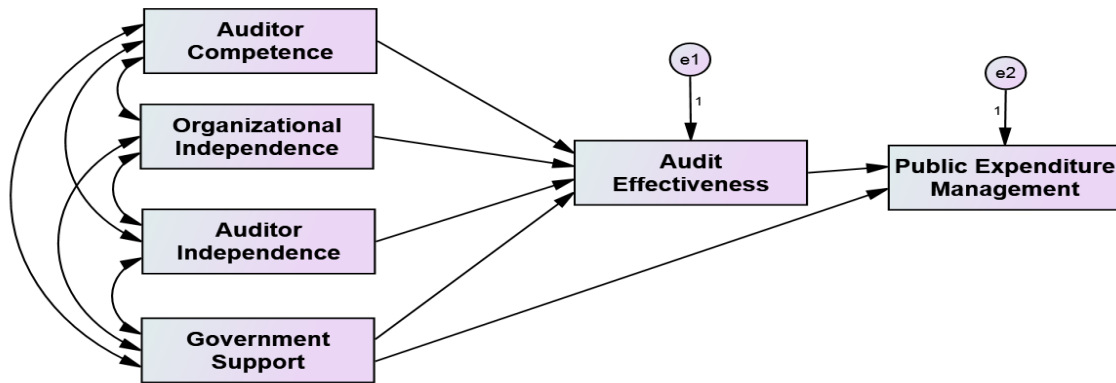 Auditor
Competence
Organizational
Independence
Auditor
Independence
Government
Support
e1
1
Audit
Effectiveness
e2
1
Public Expenditure
Management